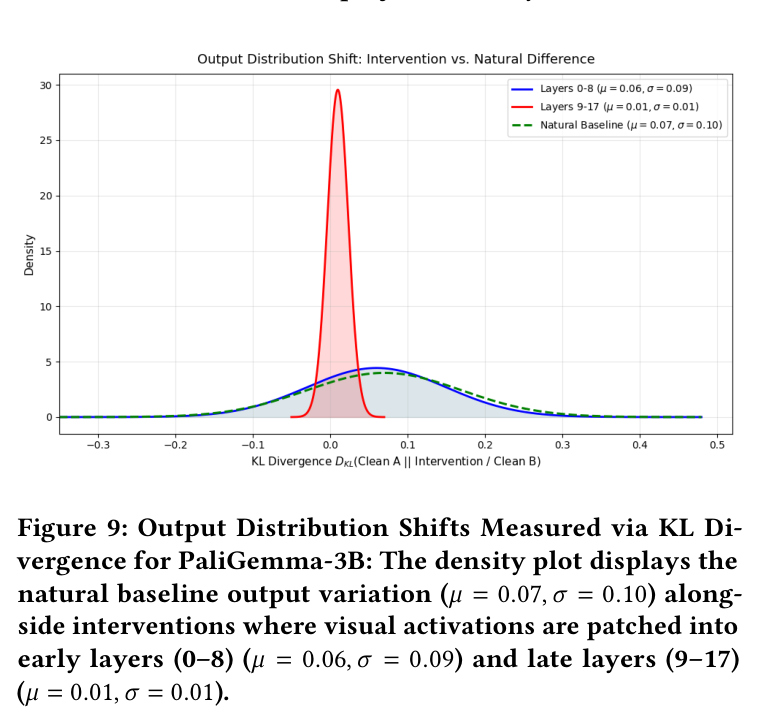 Output Distribution Shift: Intervention vs. Natural Difference
Layers 0-8 (μ = 0.06, σ = 0.09)
Layers 9-17 (μ = 0.01, σ = 0.01)
Natural Baseline (μ = 0.07, σ = 0.10)
30
25
20
15
10
5
0
Density
−0.3 −0.2 −0.1 0.0 0.1 0.2 0.3 0.4 0.5
KL Divergence D_KL(Clean A || Intervention / Clean B)
Figure 9: Output Distribution Shifts Measured via KL Di-
vergence for PaliGemma-3B: The density plot displays the
natural baseline output variation (μ = 0.07, σ = 0.10) along-
side interventions where visual activations are patched into
early layers (0–8) (μ = 0.06, σ = 0.09) and late layers (9–17)
(μ = 0.01, σ = 0.01).